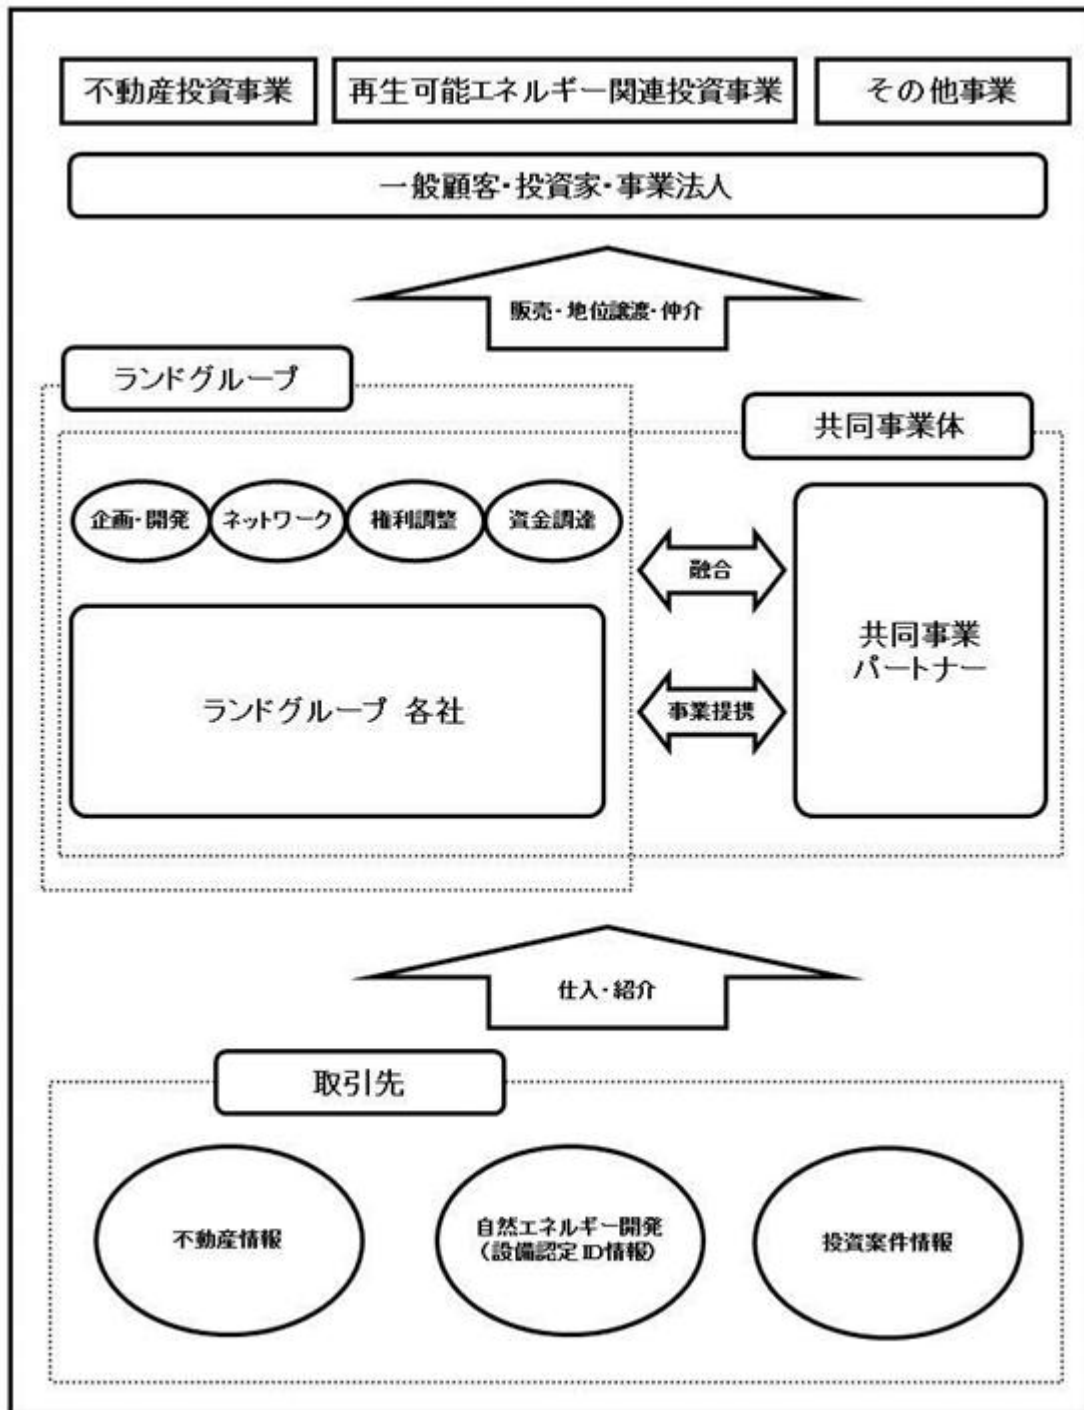 不動産投資事業
再生可能エネルギー関連投資事業
その他事業
一般顧客・投資家・事業法人
販売・地位譲渡・仲介
ランドグループ
共同事業体
企画・開発
ネットワーク
権利調整
資金調達
融合
共同事業
パートナー
ランドグループ 各社
事業提携
仕入・紹介
取引先
不動産情報
自然エネルギー開発
(設備認定ID情報)
投資案件情報